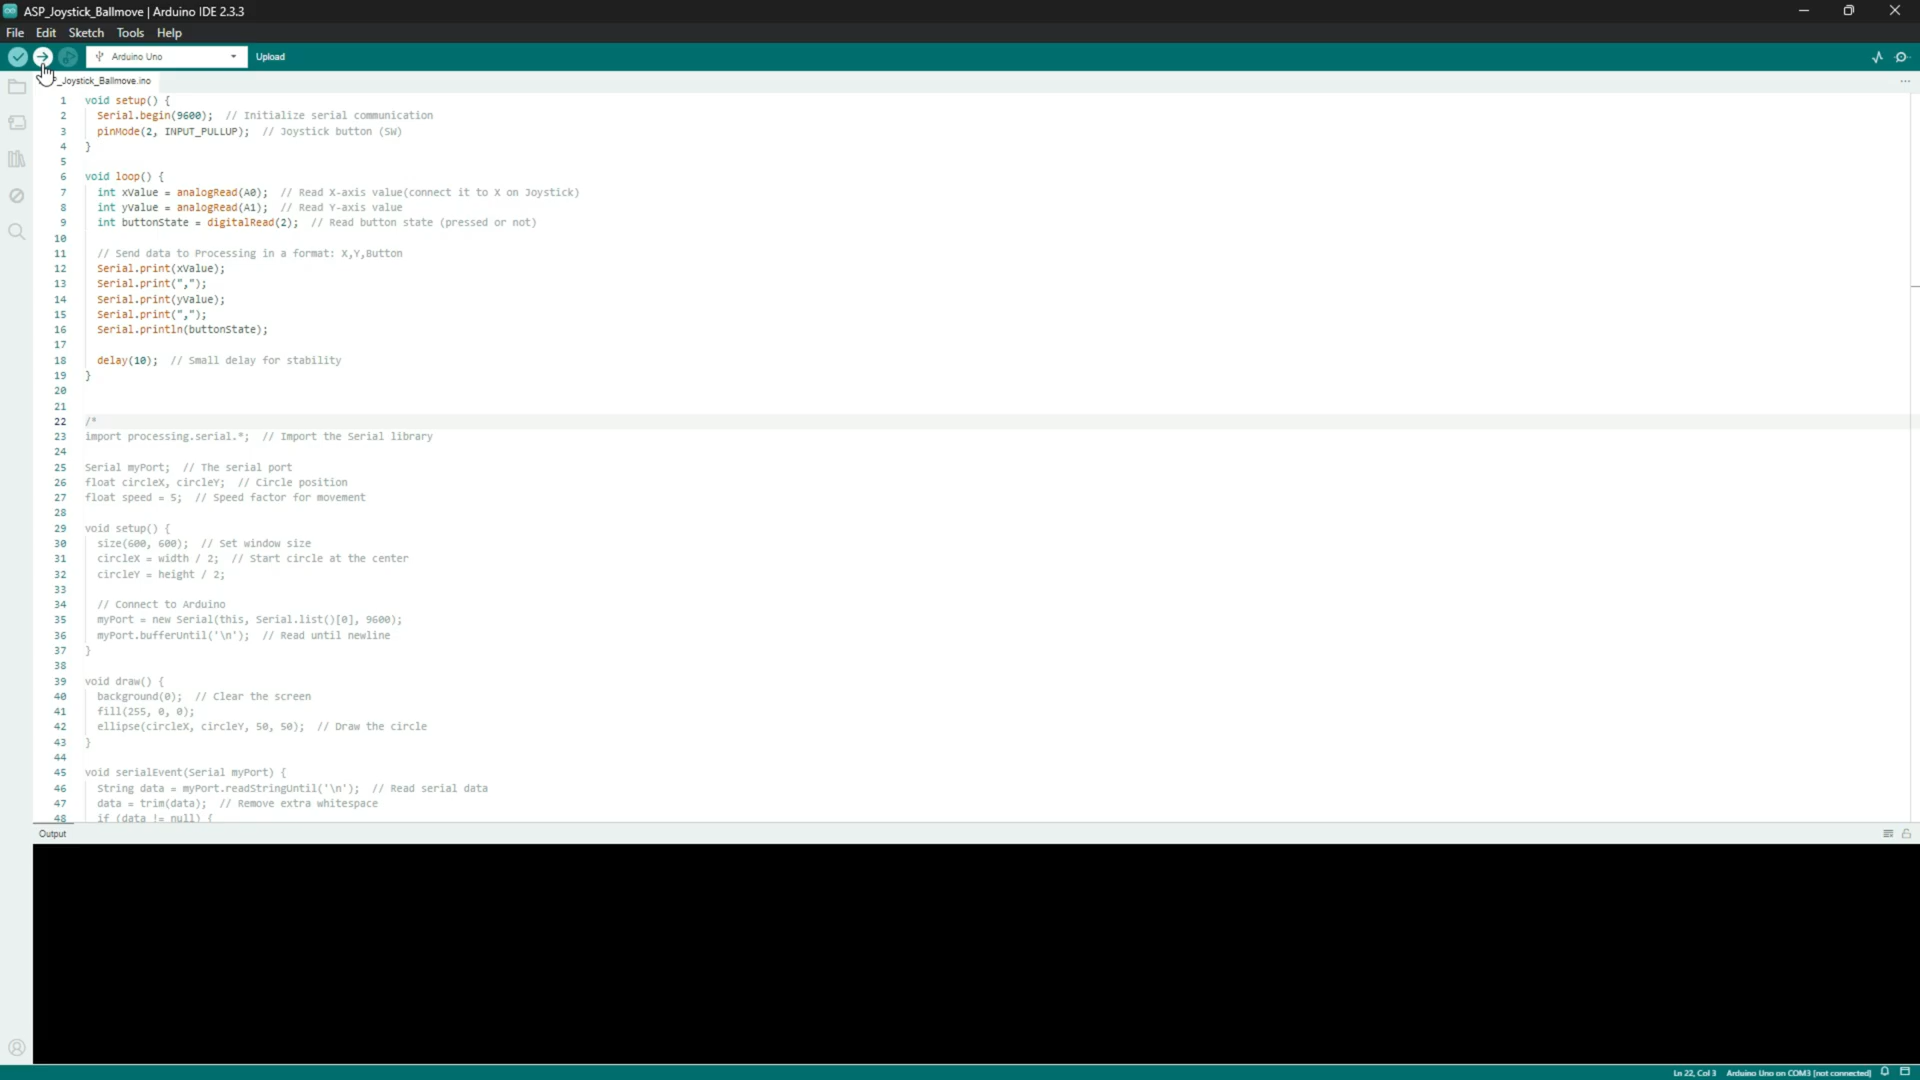 ASP_Joystick_Ballmove | Arduino IDE 2.3.3
File Edit Sketch Tools Help
Arduino Uno Upload
_Joystick_Ballmove.ino
1 void setup() {
2 Serial.begin(9600); // Initialize serial communication
3 pinMode(2, INPUT_PULLUP); // Joystick button (SW)
4 }
5
6 void loop() {
7 int xValue = analogRead(A0); // Read X-axis value(connect it to X on Joystick)
8 int yValue = analogRead(A1); // Read Y-axis value
9 int buttonState = digitalRead(2); // Read button state (pressed or not)
10
11 // Send data to Processing in a format: X,Y,Button
12 Serial.print(xValue);
13 Serial.print(",");
14 Serial.print(yValue);
15 Serial.print(",");
16 Serial.println(buttonState);
17
18 delay(10); // Small delay for stability
19 }
20
21
22 /*
23 import processing.serial.*; // Import the Serial library
24
25 Serial myPort; // The serial port
26 float circleX, circleY; // Circle position
27 float speed = 5; // Speed factor for movement
28
29 void setup() {
30 size(600, 600); // Set window size
31 circleX = width / 2; // Start circle at the center
32 circleY = height / 2;
33
34 // Connect to Arduino
35 myPort = new Serial(this, Serial.list()[0], 9600);
36 myPort.bufferUntil('\n'); // Read until newline
37 }
38
39 void draw() {
40 background(0); // Clear the screen
41 fill(255, 0, 0);
42 ellipse(circleX, circleY, 50, 50); // Draw the circle
43 }
44
45 void serialEvent(Serial myPort) {
46 String data = myPort.readStringUntil('\n'); // Read serial data
47 data = trim(data); // Remove extra whitespace
48 if (data != null) {
Output
Ln 22, Col 3 Arduino Uno on COM3 [not connected]